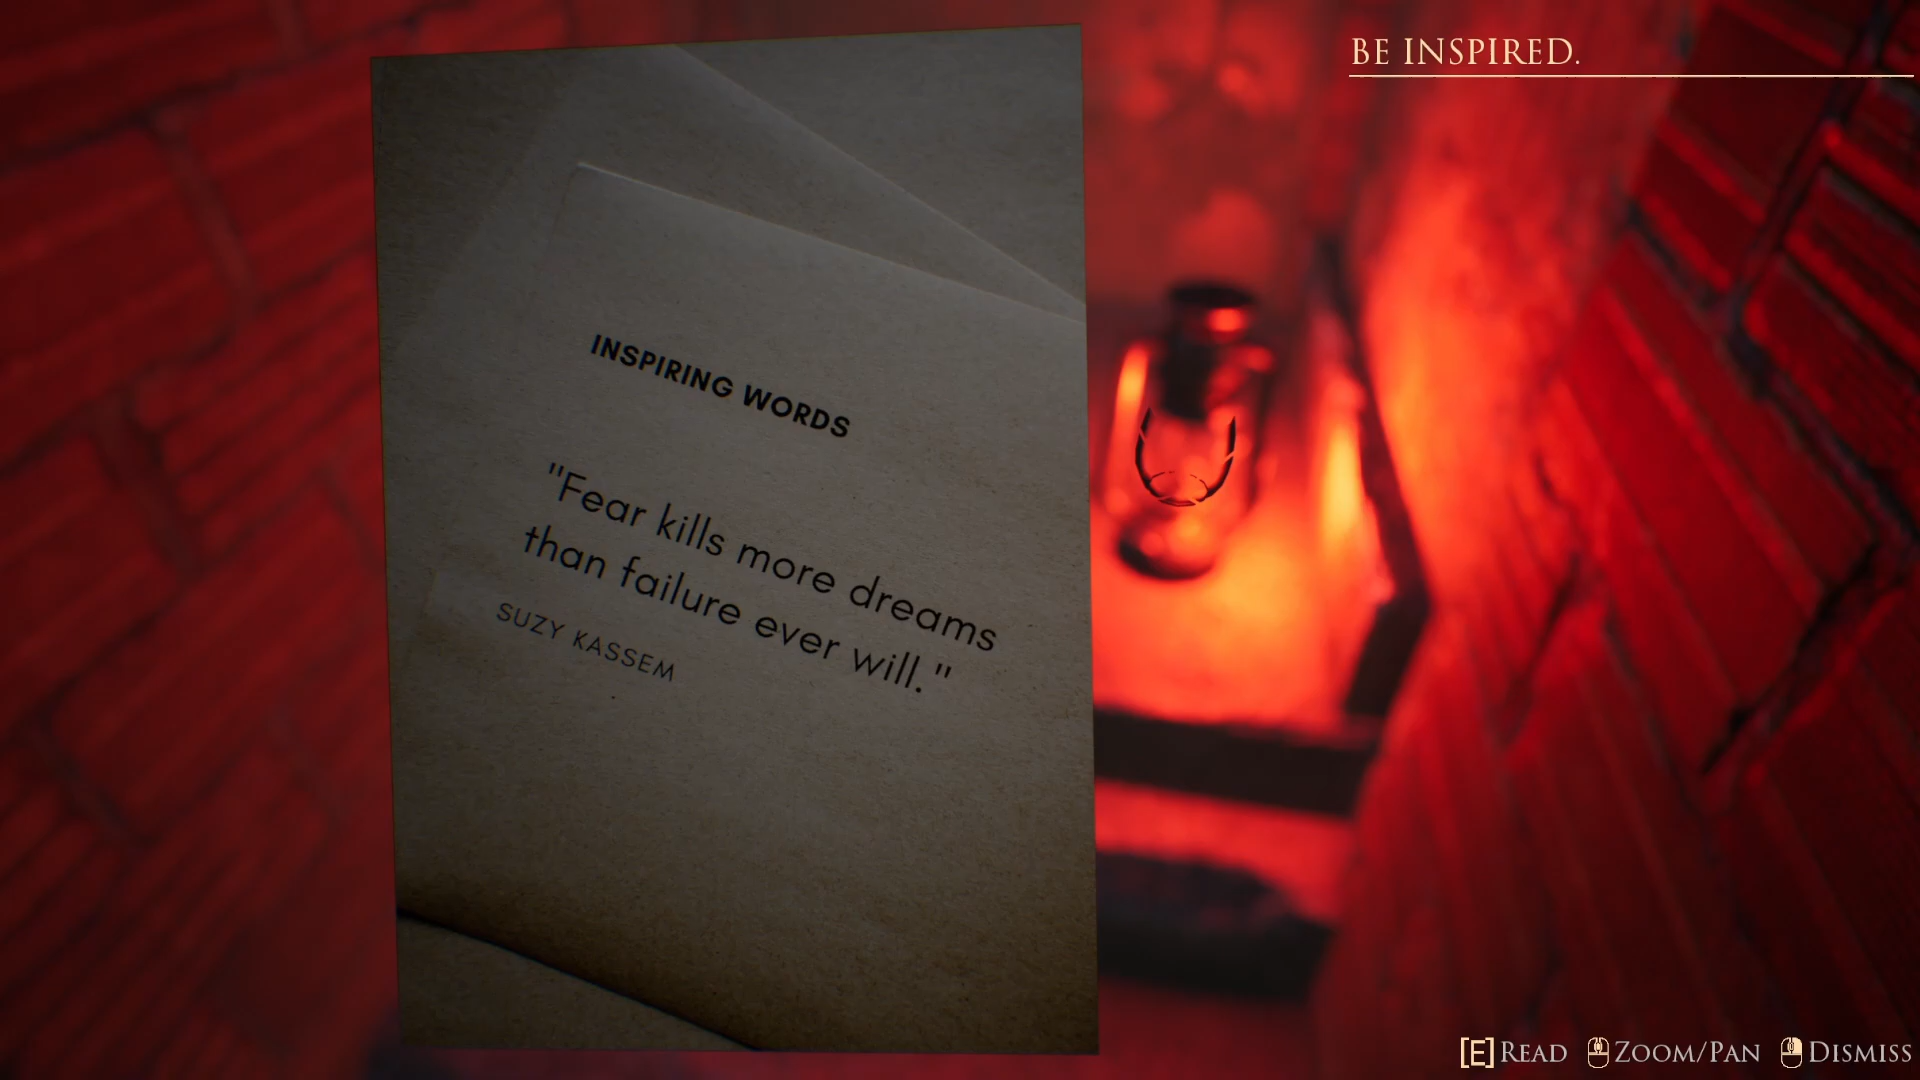 BE INSPIRED.
INSPIRING WORDS
"Fear kills more dreams
than failure ever will."
SUZY KASSEM
[E] READ ZOOM/PAN DISMISS